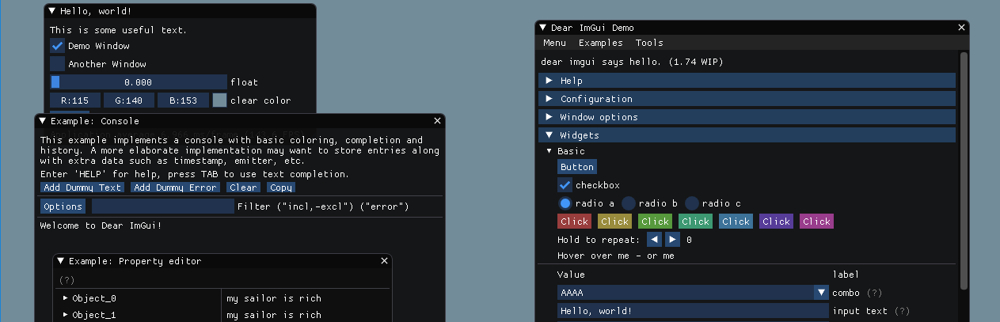 Hello, world!
This is some useful text.
Demo Window
Another Window
0.000 float
R:115 G:140 B:153 clear color
Example: Console
This example implements a console with basic coloring, completion and
history. A more elaborate implementation may want to store entries along
with extra data such as timestamp, emitter, etc.
Enter 'HELP' for help, press TAB to use text completion.
Add Dummy Text Add Dummy Error Clear Copy
Options Filter ("incl,-excl") ("error")
Welcome to Dear ImGui!
Example: Property editor
(?)
Object_0 my sailor is rich
Object_1 my sailor is rich
Dear ImGui Demo
Menu Examples Tools
dear imgui says hello. (1.74 WIP)
Help
Configuration
Window options
Widgets
Basic
Button
checkbox
radio a radio b radio c
Click Click Click Click Click Click Click
Hold to repeat: 0
Hover over me - or me
Value label
AAAA combo (?)
Hello, world! input text (?)